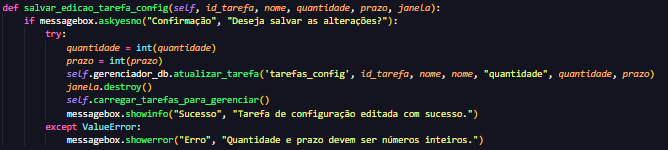 def salvar_edicao_tarefa_config(self, id_tarefa, nome, quantidade, prazo, janela):
    if messagebox.askyesno("Confirmação", "Deseja salvar as alterações?"):
        try:
            quantidade = int(quantidade)
            prazo = int(prazo)
            self.gerenciador_db.atualizar_tarefa('tarefas_config', id_tarefa, nome, nome, "quantidade", quantidade, prazo)
            janela.destroy()
            self.carregar_tarefas_para_gerenciar()
            messagebox.showinfo("Sucesso", "Tarefa de configuração editada com sucesso.")
        except ValueError:
            messagebox.showerror("Erro", "Quantidade e prazo devem ser números inteiros.")